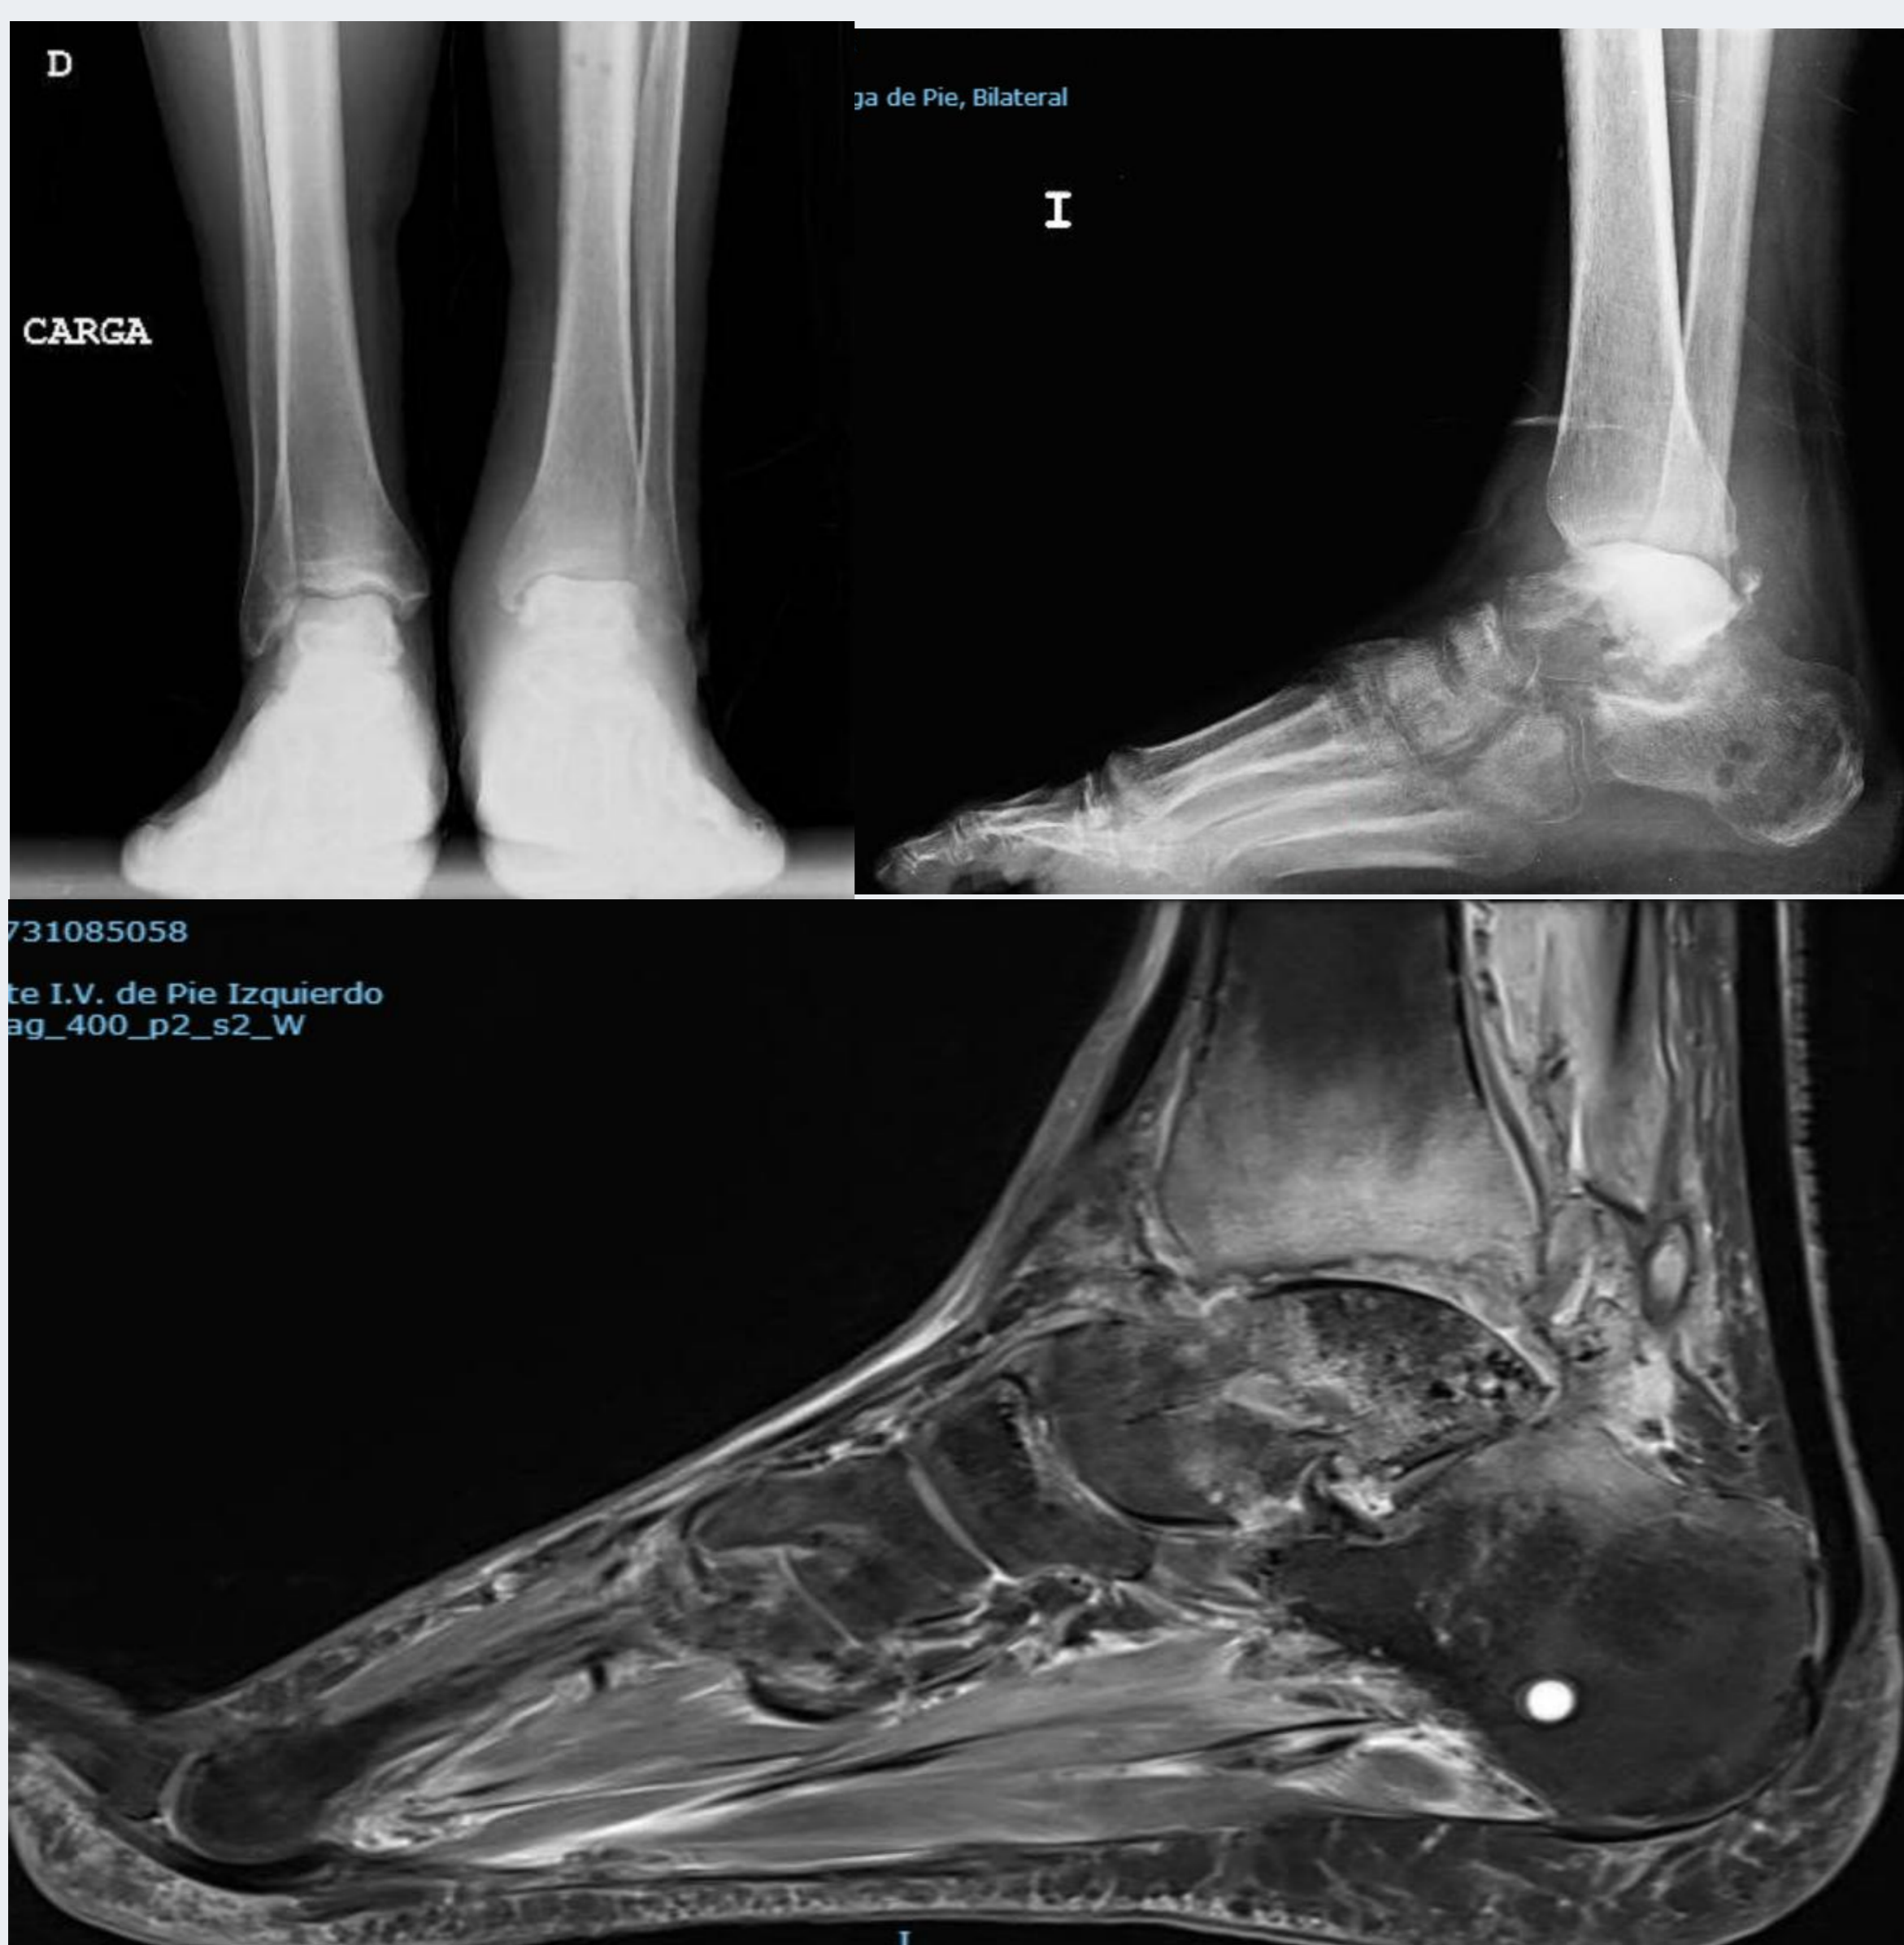 D
CARGA
ga de Pie, Bilateral
I
731085058
te I.V. de Pie Izquierdo
ag_400_p2_s2_W
I